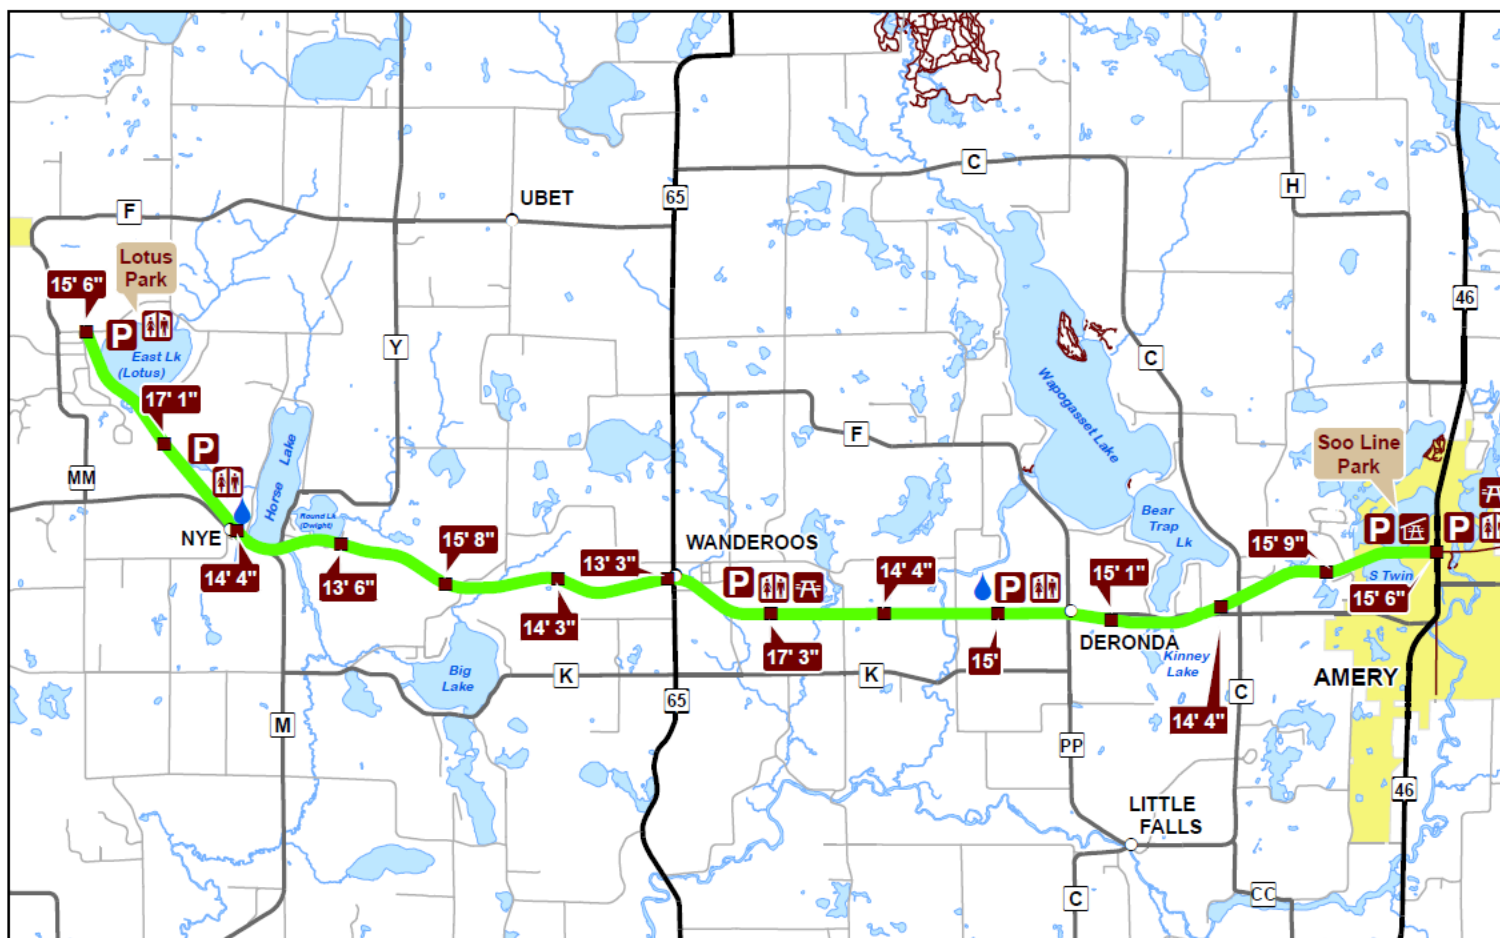 C
H
65
F
UBET
Lotus
Park
15' 6"
46
P
East Lk
(Lotus)
Y
C
17' 1"
Wapogasset Lake
F
P
Horse Lake
Soo Line
Park
MM
Round Lk
(Dwight)
Bear
Trap
Lk
P
P
NYE
15' 8"
WANDEROOS
15' 9"
14' 4"
13' 6"
13' 3"
P
14' 4"
P
15' 1"
S Twin
15' 6"
14' 3"
17' 3"
15'
DERONDA
Kinney
Lake
Big
Lake
K
K
AMERY
65
C
M
14' 4"
PP
46
LITTLE
FALLS
C
CC